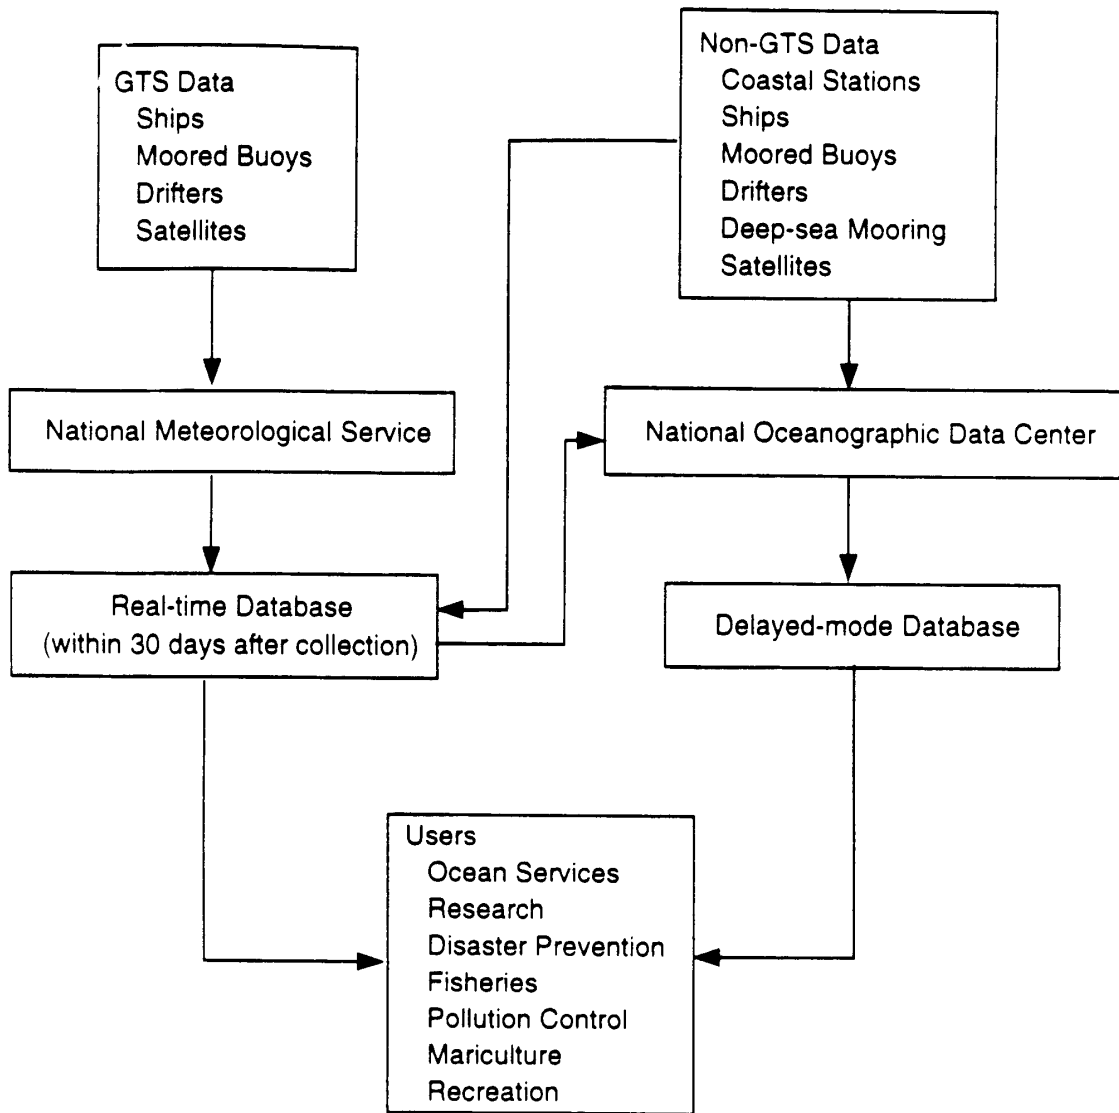 GTS Data
Ships
Moored Buoys
Drifters
Satellites
Non-GTS Data
Coastal Stations
Ships
Moored Buoys
Drifters
Deep-sea Mooring
Satellites
National Meteorological Service
National Oceanographic Data Center
Real-time Database
(within 30 days after collection)
Delayed-mode Database
Users
Ocean Services
Research
Disaster Prevention
Fisheries
Pollution Control
Mariculture
Recreation